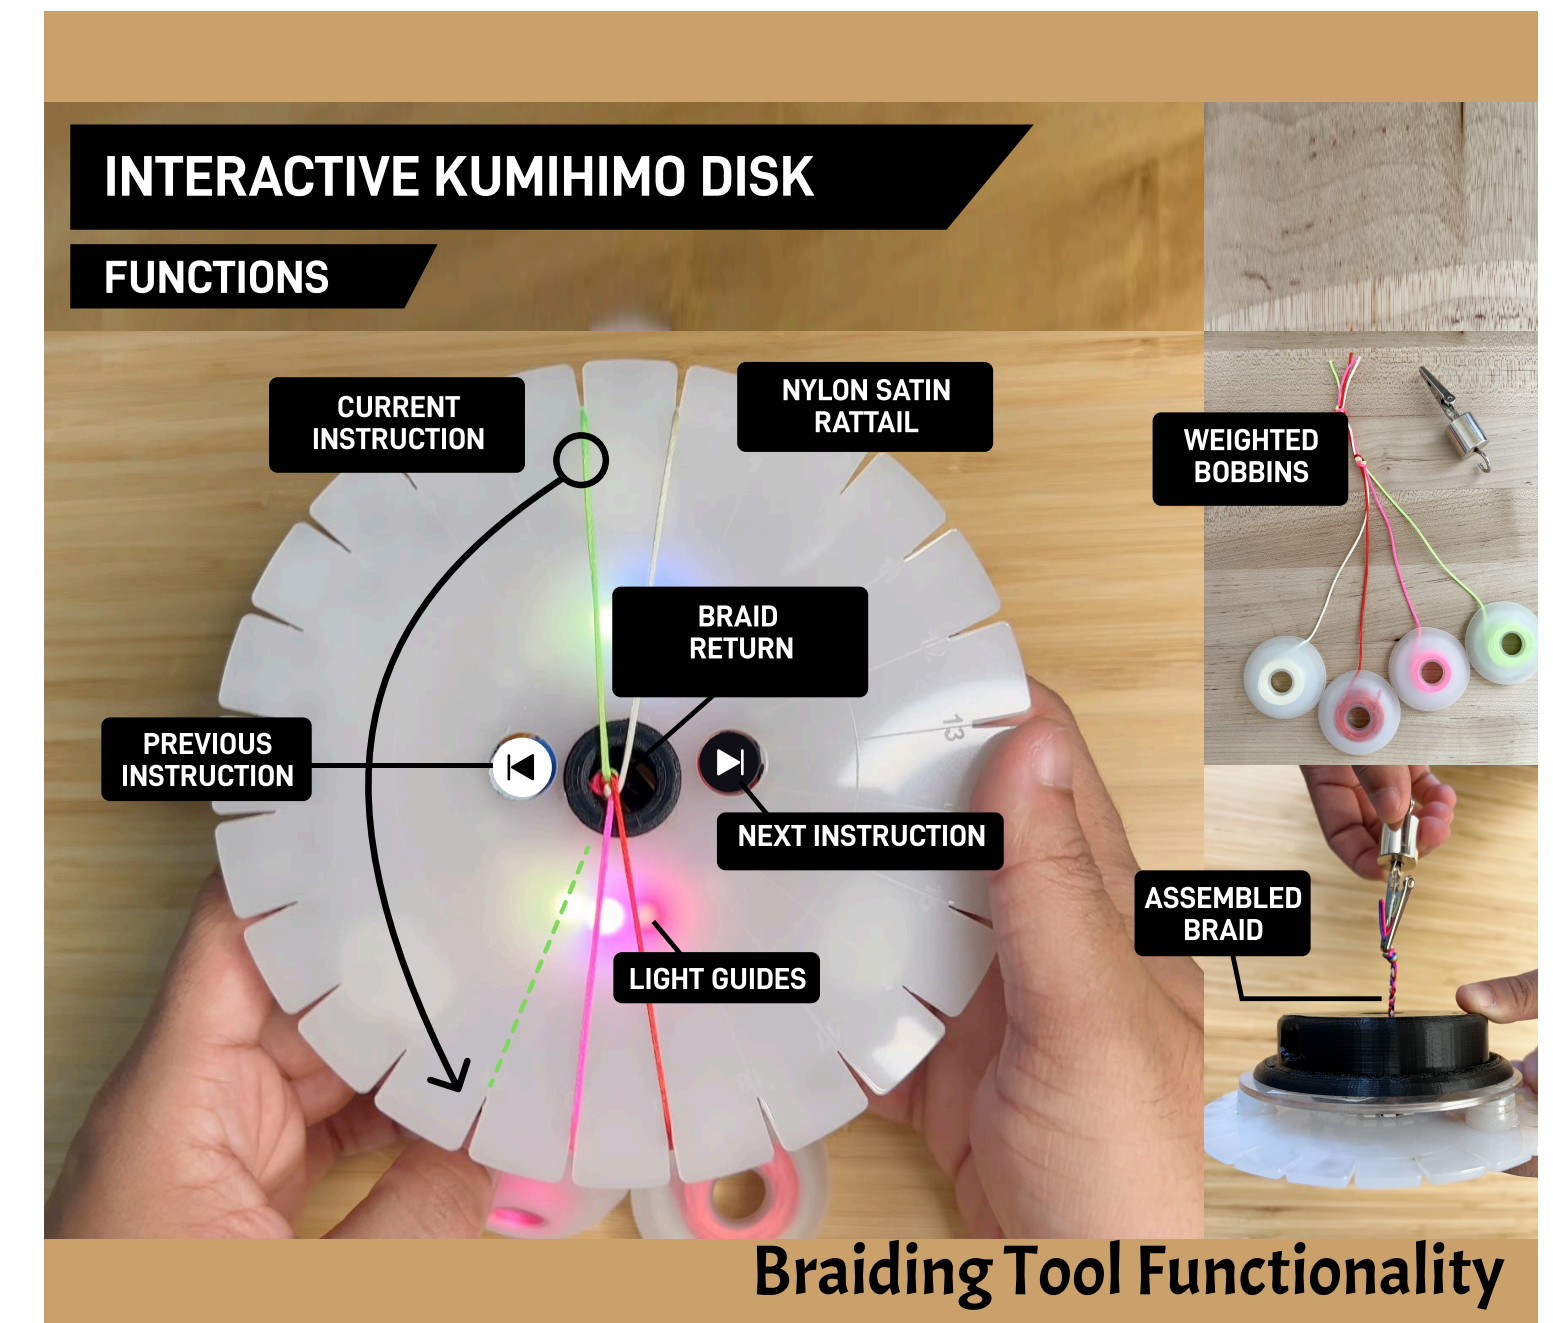 INTERACTIVE KUMIHIMO DISK
FUNCTIONS
CURRENT
INSTRUCTION
NYLON SATIN
RATTAIL
WEIGHTED
BOBBINS
BRAID
RETURN
13
PREVIOUS
INSTRUCTION
NEXT INSTRUCTION
ASSEMBLED
BRAID
LIGHT GUIDES
Braiding Tool Functionality